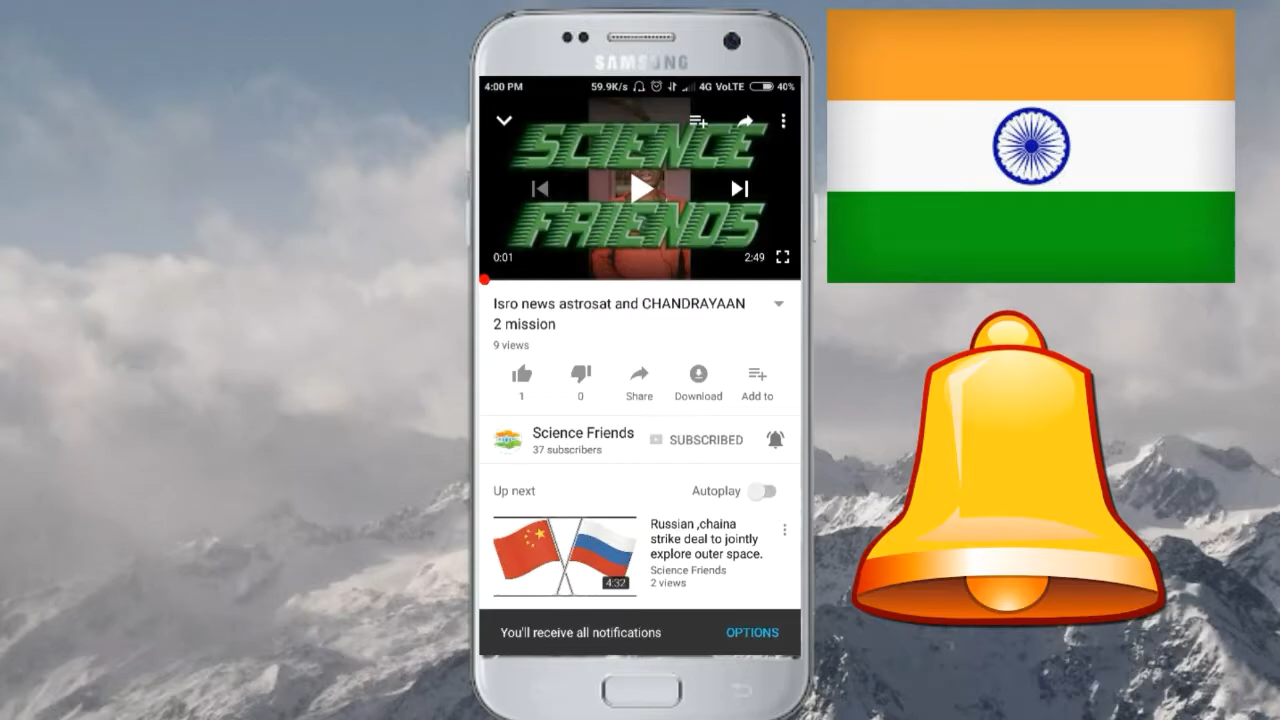 SAMSUNG
4:00 PM 59.9K/s 4G VoLTE 40%
SCIENCE
FRIENDS
0:01 2:49
Isro news astrosat and CHANDRAYAAN
2 mission
9 views
1 0 Share Download Add to
Science Friends SUBSCRIBED
37 subscribers
Up next Autoplay
Russian ,chaina
strike deal to jointly
explore outer space.
Science Friends
2 views
4:32
You'll receive all notifications OPTIONS